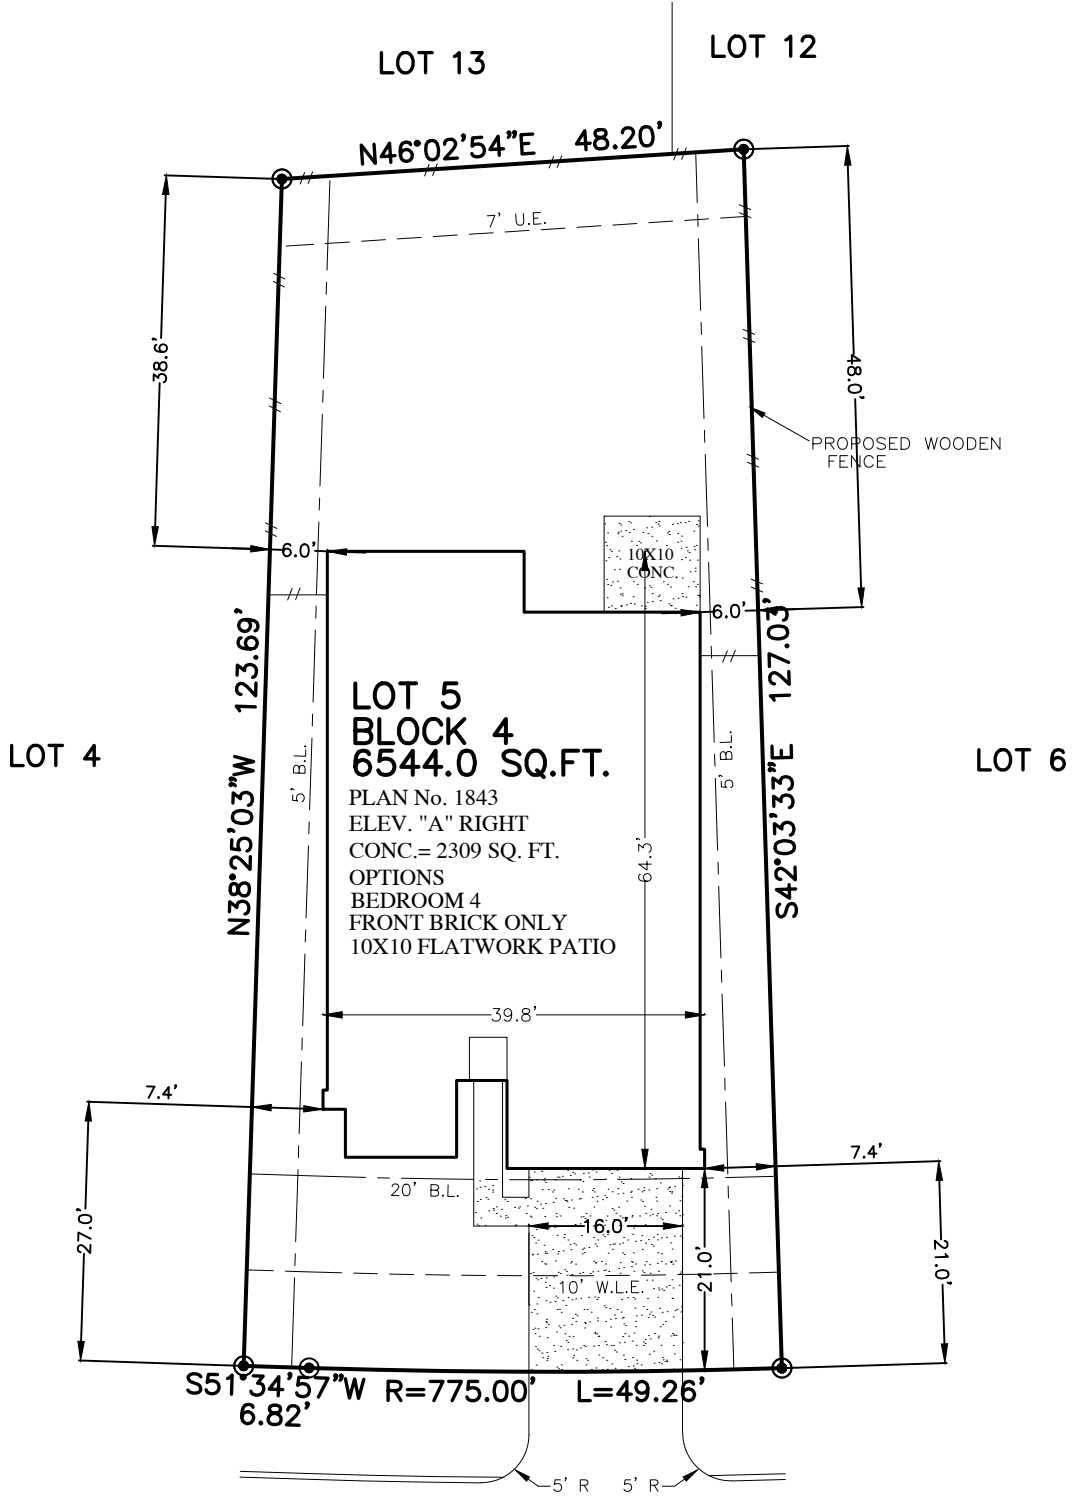 LOT 13
LOT 12
N46°02'54"E 48.20'
7' U.E.
38.6'
48.0'
PROPOSED WOODEN
FENCE
6.0'
10X10
CONC.
6.0'
N38°25'03"W 123.69'
S42°03'33"E 127.03'
LOT 4
LOT 6
LOT 5
BLOCK 4
6544.0 SQ.FT.
PLAN No. 1843
ELEV. "A" RIGHT
CONC.= 2309 SQ. FT.
OPTIONS
BEDROOM 4
FRONT BRICK ONLY
10X10 FLATWORK PATIO
5' B.L.
5' B.L.
64.3'
39.8'
7.4'
7.4'
20' B.L.
27.0'
16.0'
21.0'
21.0'
10' W.L.E.
S51°34'57"W
6.82'
R=775.00'
L=49.26'
5' R
5' R